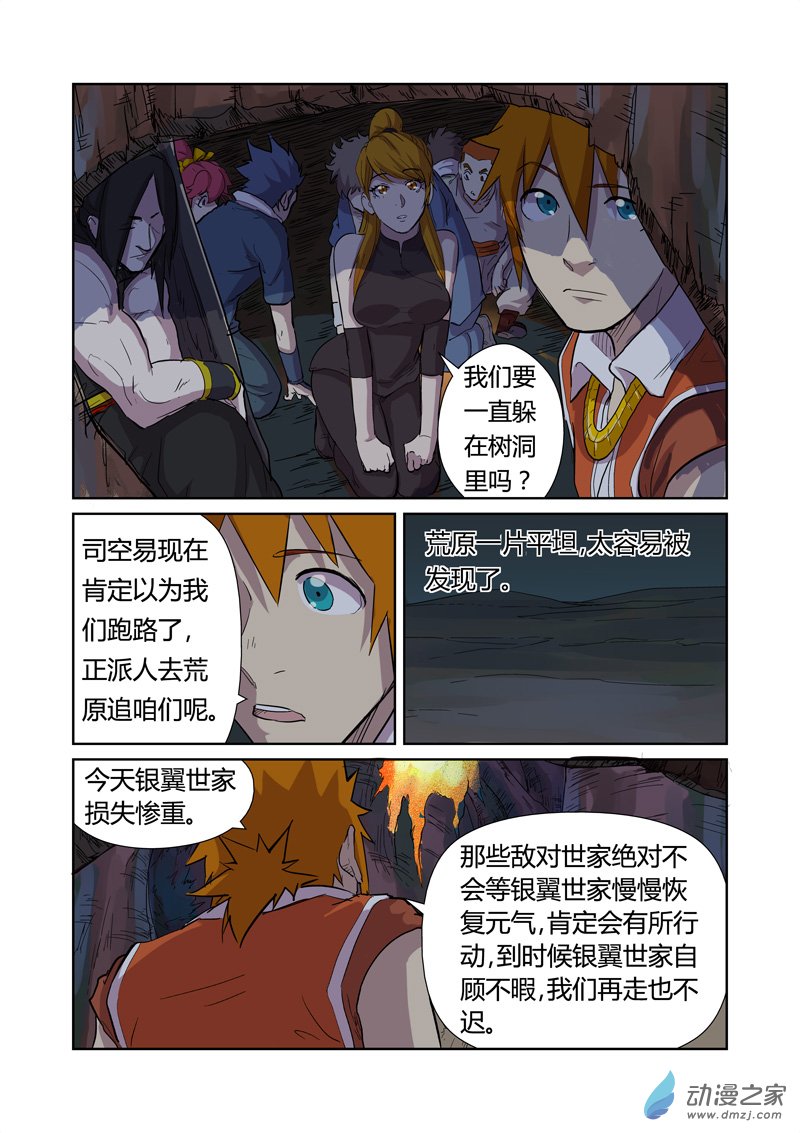 我们要
一直躲
在树洞
里吗？
司空易现在
肯定以为我
们跑路了，
正派人去荒
原追咱们呢。
荒原一片平坦，太容易被
发现了。
今天银翼世家
损失惨重。
那些敌对世家绝对不
会等银翼世家慢慢恢
复元气，肯定会有所行
动，到时候银翼世家自
顾不暇，我们再走也不
迟。
动漫之家
www.dmzj.com